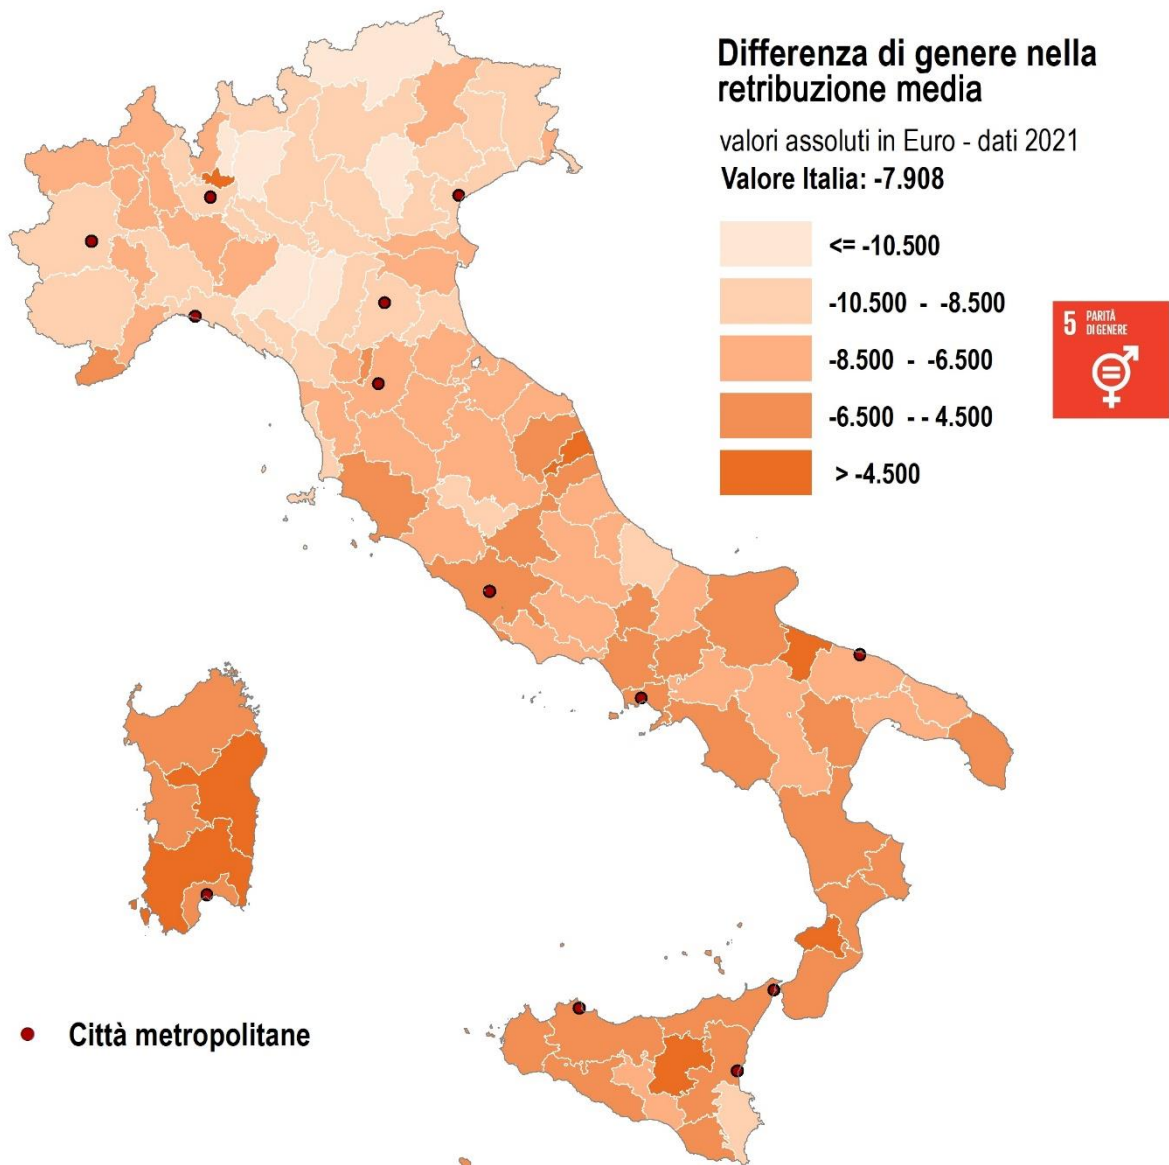 Differenza di genere nella
retribuzione media
valori assoluti in Euro - dati 2021
Valore Italia: -7.908
<= -10.500
-10.500 - -8.500
-8.500 - -6.500
-6.500 - - 4.500
> -4.500
5 PARITÀ
DI GENERE
Città metropolitane